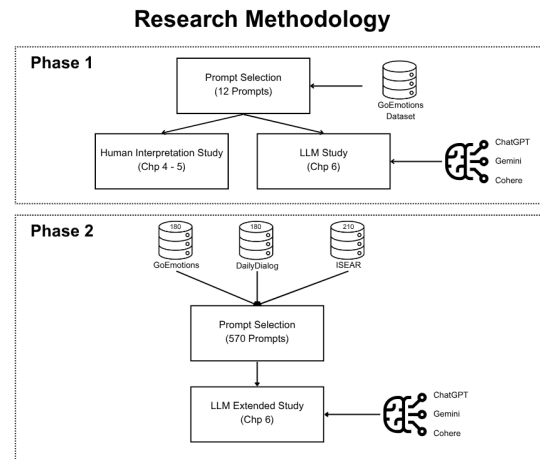 Research Methodology
Phase 1
Prompt Selection
(12 Prompts)
GoEmotions
Dataset
Human Interpretation Study
(Chp 4 - 5)
LLM Study
(Chp 6)
ChatGPT
Gemini
Cohere
Phase 2
180
180
210
GoEmotions
DailyDialog
ISEAR
Prompt Selection
(570 Prompts)
LLM Extended Study
(Chp 6)
ChatGPT
Gemini
Cohere